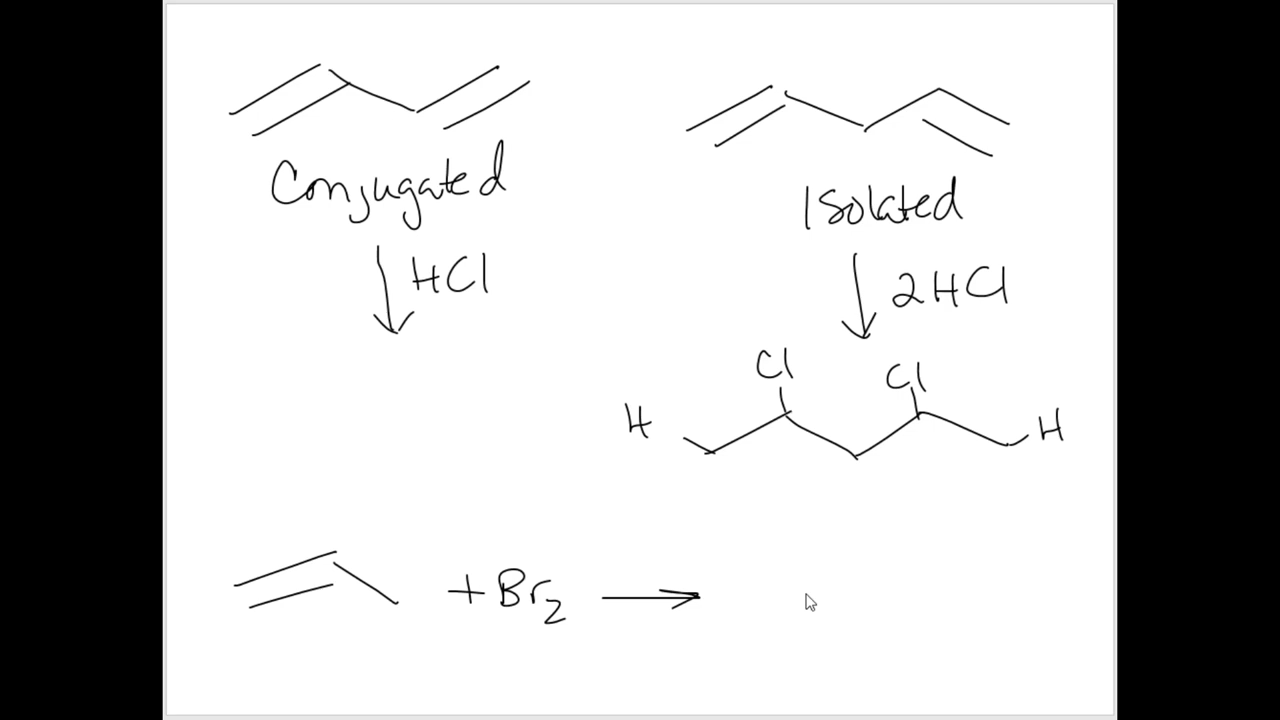 Conjugated
Isolated
HCl
2HCl
Cl
Cl
H
H
+ Br2